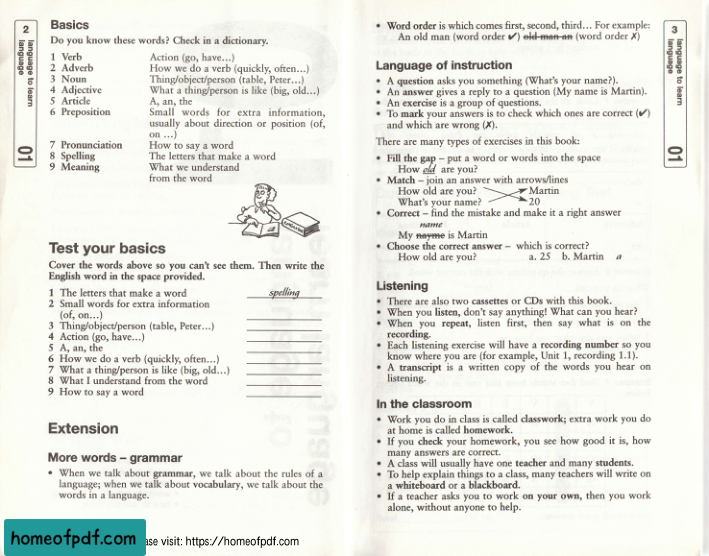 2
language to learn
language
01
Basics
Do you know these words? Check in a dictionary.
1 Verb Action (go, have...)
2 Adverb How we do a verb (quickly, often...)
3 Noun Thing/object/person (table, Peter...)
4 Adjective What a thing/person is like (big, old...)
5 Article A, an, the
6 Preposition Small words for extra information,
usually about direction or position (of,
on ...)
7 Pronunciation How to say a word
8 Spelling The letters that make a word
9 Meaning What we understand
from the word
Test your basics
Cover the words above so you can't see them. Then write the
English word in the space provided.
1 The letters that make a word spelling
2 Small words for extra information
(of, on...)
3 Thing/object/person (table, Peter...)
4 Action (go, have...)
5 A, an, the
6 How we do a verb (quickly, often...)
7 What a thing/person is like (big, old...)
8 What I understand from the word
9 How to say a word
Extension
More words – grammar
• When we talk about grammar, we talk about the rules of a
language; when we talk about vocabulary, we talk about the
words in a language.
homeofpdf.com
ase visit: https://homeofpdf.com
3
language to learn
language
01
• Word order is which comes first, second, third... For example:
An old man (word order ✔) old man an (word order ✗)
Language of instruction
• A question asks you something (What's your name?).
• An answer gives a reply to a question (My name is Martin).
• An exercise is a group of questions.
• To mark your answers is to check which ones are correct (✔)
and which are wrong (✗).
There are many types of exercises in this book:
• Fill the gap – put a word or words into the space
How old are you?
• Match – join an answer with arrows/lines
How old are you? Martin
What's your name? 20
• Correct – find the mistake and make it a right answer
name
My nayme is Martin
• Choose the correct answer – which is correct?
How old are you? a. 25 b. Martin a
Listening
• There are also two cassettes or CDs with this book.
• When you listen, don't say anything! What can you hear?
• When you repeat, listen first, then say what is on the
recording.
• Each listening exercise will have a recording number so you
know where you are (for example, Unit 1, recording 1.1).
• A transcript is a written copy of the words you hear on
listening.
In the classroom
• Work you do in class is called classwork; extra work you do
at home is called homework.
• If you check your homework, you see how good it is, how
many answers are correct.
• A class will usually have one teacher and many students.
• To help explain things to a class, many teachers will write on
a whiteboard or a blackboard.
• If a teacher asks you to work on your own, then you work
alone, without anyone to help.